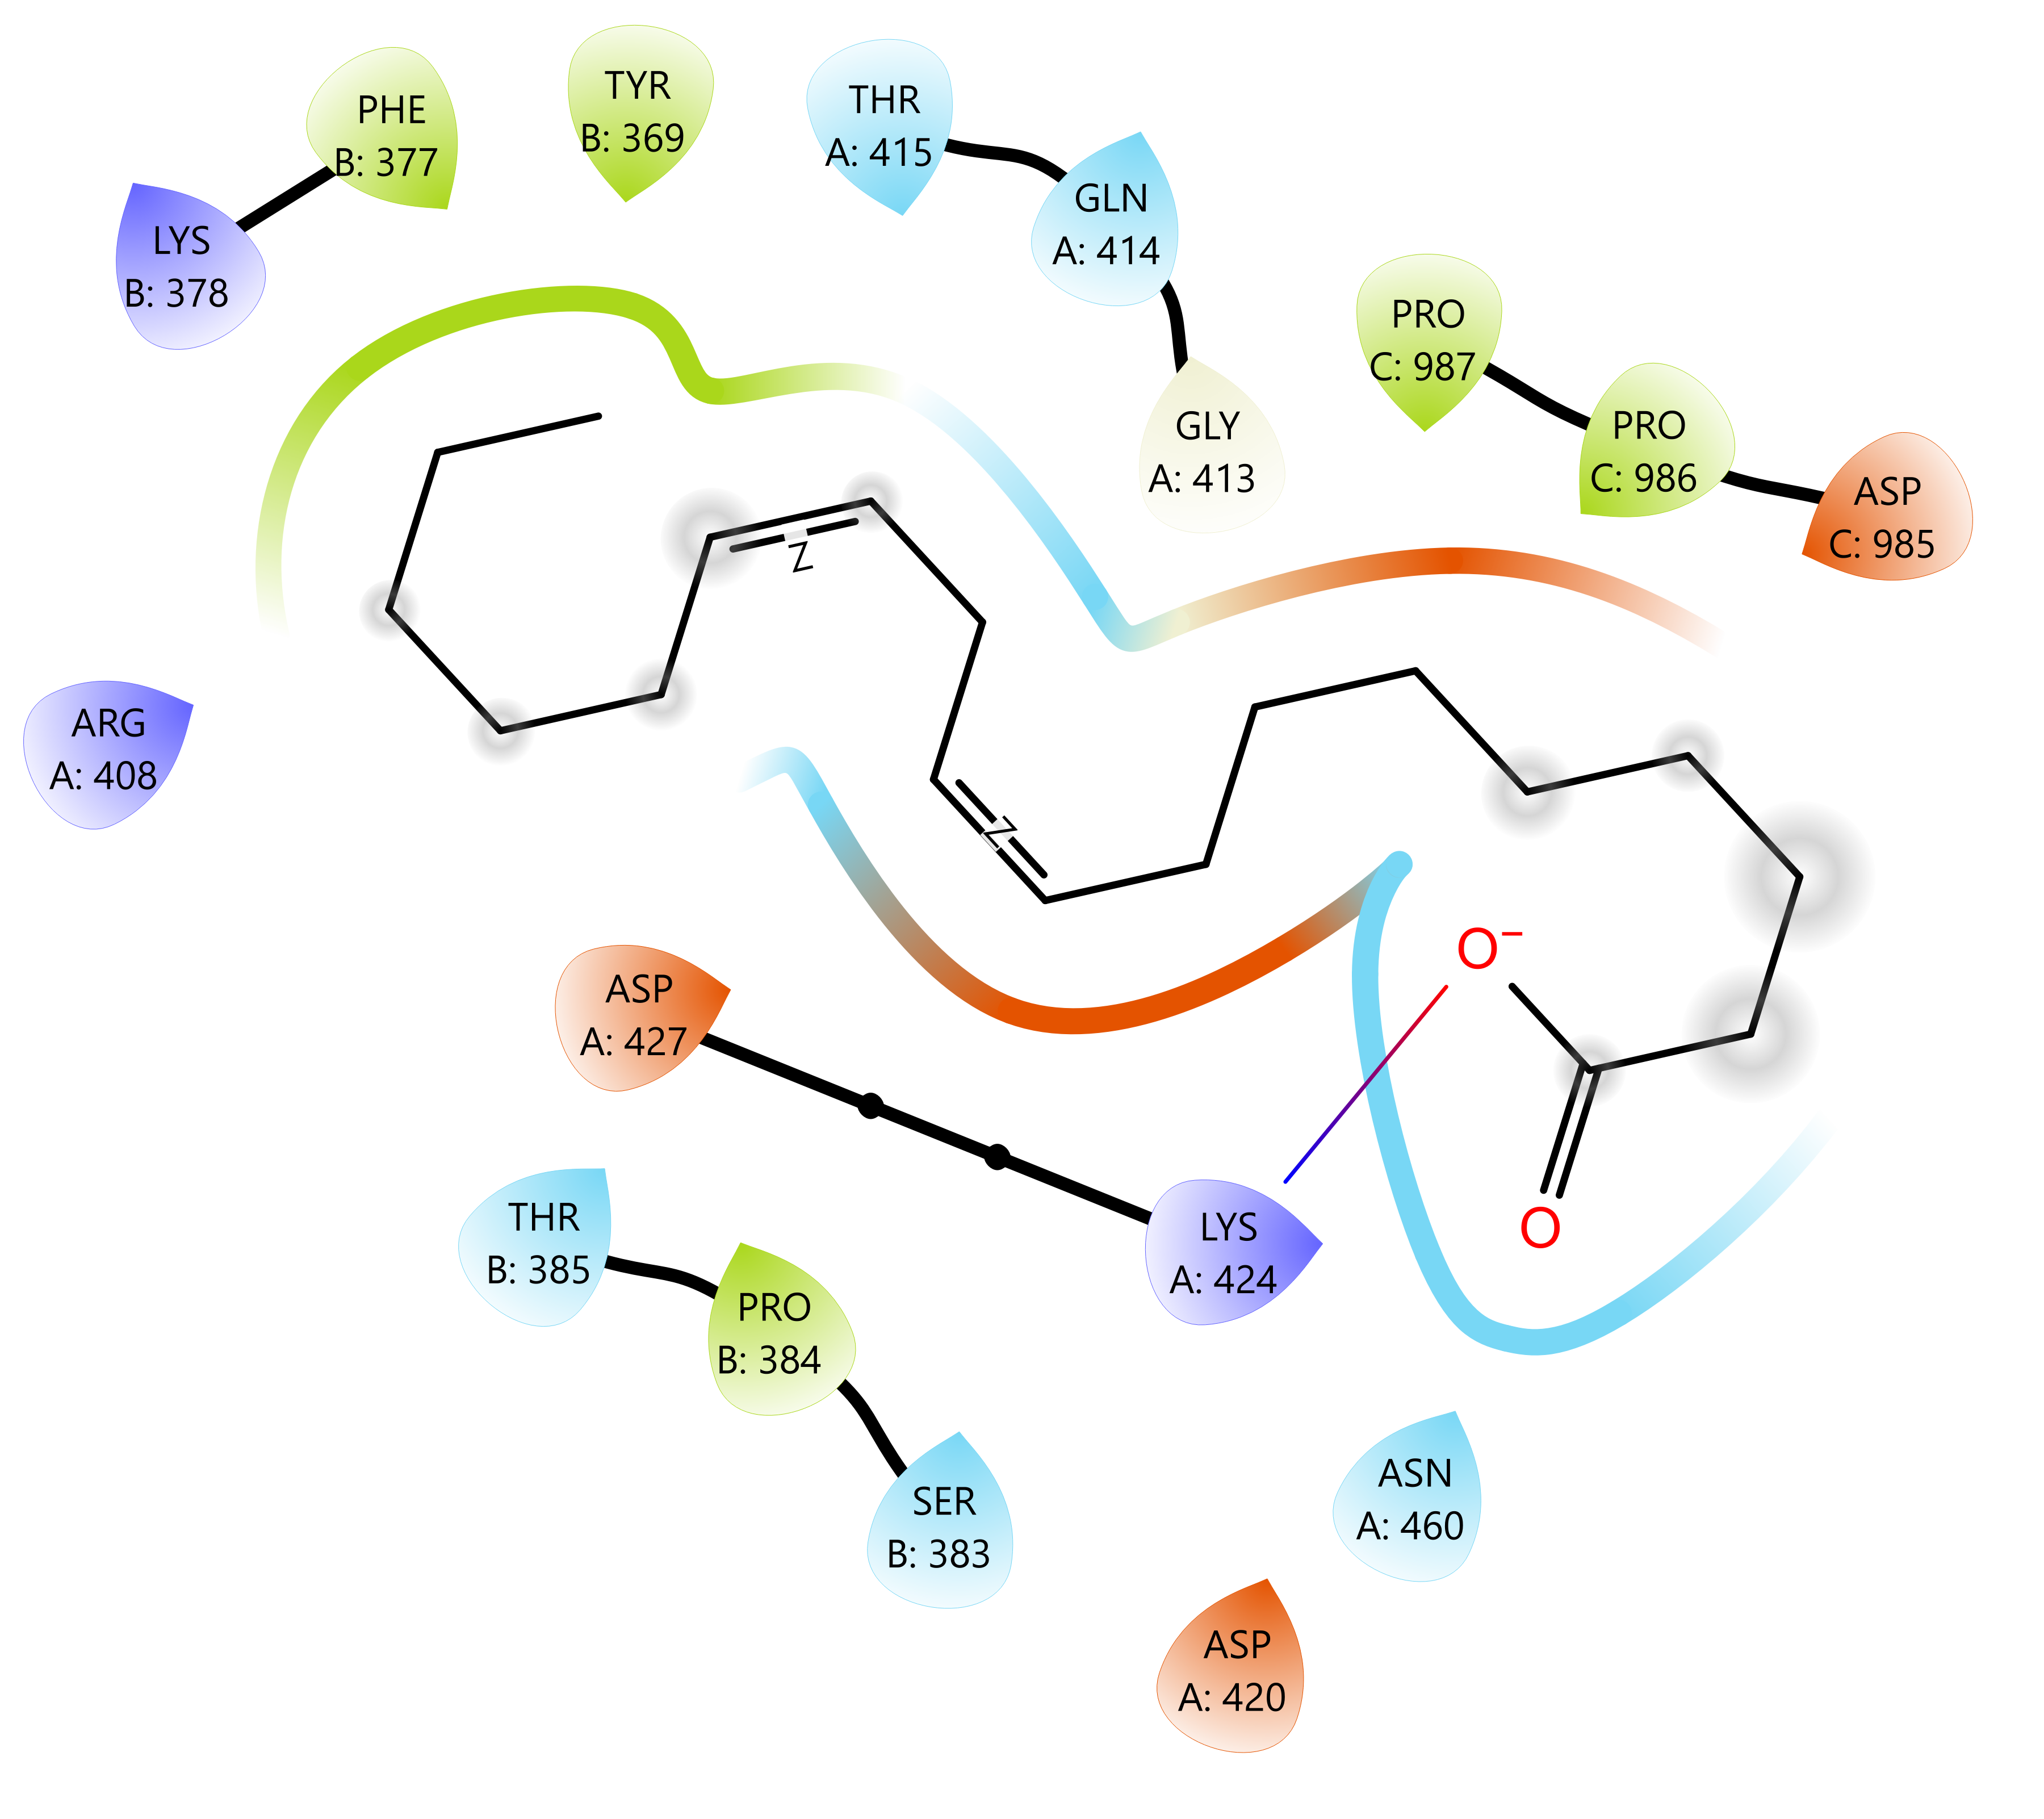 PHE
B: 377
TYR
B: 369
THR
A: 415
GLN
A: 414
LYS
B: 378
PRO
C: 987
GLY
A: 413
PRO
C: 986
ASP
C: 985
Z
ARG
A: 408
Z
O−
ASP
A: 427
THR
B: 385
LYS
A: 424
O
PRO
B: 384
SER
B: 383
ASN
A: 460
ASP
A: 420